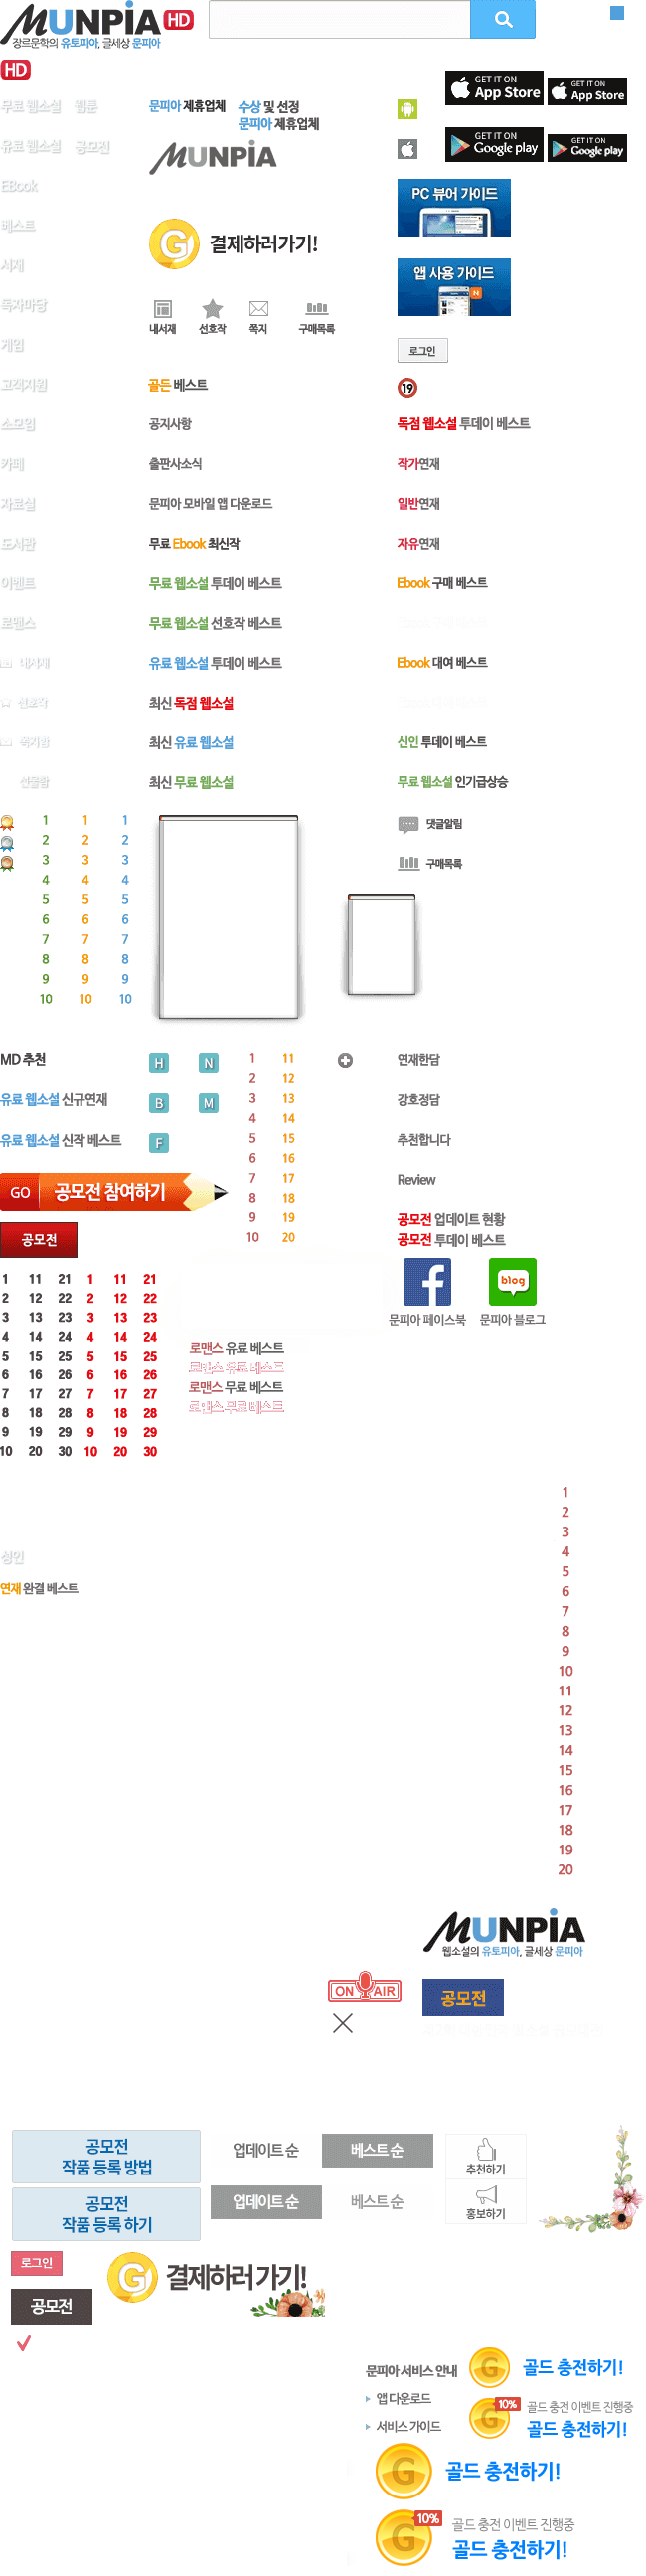 MUNPIA HD
장르문학의 유토피아, 글세상 문피아
HD
GET IT ON
App Store
GET IT ON
App Store
무료 웹소설 웹툰
문피아 제휴업체
수상 및 선정
문피아 제휴업체
유료 웹소설 공모전
MUNPIA
GET IT ON
Google play
GET IT ON
Google play
EBook
PC 뷰어 가이드
베스트
G 결제하러가기!
서재
앱 사용 가이드
N
독자마당
내서재 선호작 쪽지 구매목록
게임
로그인
고객지원
골든 베스트
19
소모임
공지사항
독점 웹소설 투데이 베스트
카페
출판사소식
작가연재
자료실
문피아 모바일 앱 다운로드
일반연재
도서관
무료 Ebook 최신작
자유연재
이벤트
무료 웹소설 투데이 베스트
Ebook 구매 베스트
로맨스
무료 웹소설 선호작 베스트
내서재
유료 웹소설 투데이 베스트
Ebook 대여 베스트
선호작
최신 독점 웹소설
쪽지함
최신 유료 웹소설
신인 투데이 베스트
선물함
최신 무료 웹소설
무료 웹소설 인기급상승
1 1 1
2 2 2
3 3 3
4 4 4
5 5 5
6 6 6
7 7 7
8 8 8
9 9 9
10 10 10
댓글알림
구매목록
MD 추천
유료 웹소설 신규연재
유료 웹소설 신작 베스트
H N
B M
F
1 11
2 12
3 13
4 14
5 15
6 16
7 17
8 18
9 19
10 20
연재한담
강호정담
추천합니다
Review
GO 공모전 참여하기
공모전
공모전 업데이트 현황
공모전 투데이 베스트
f
blog
문피아 페이스북 문피아 블로그
1 11 21 1 11 21
2 12 22 2 12 22
3 13 23 3 13 23
4 14 24 4 14 24
5 15 25 5 15 25
6 16 26 6 16 26
7 17 27 7 17 27
8 18 28 8 18 28
9 19 29 9 19 29
10 20 30 10 20 30
로맨스 유료 베스트
로맨스 유료 베스트
로맨스 무료 베스트
로맨스 무료 베스트
성인
연재 완결 베스트
1
2
3
4
5
6
7
8
9
10
11
12
13
14
15
16
17
18
19
20
MUNPIA
웹소설의 유토피아, 글세상 문피아
ON AIR
공모전
공모전
작품 등록 방법
업데이트 순 베스트 순
추천하기
공모전
작품 등록 하기
업데이트 순 베스트 순
홍보하기
로그인
G 결제하러 가기!
공모전
문피아 서비스 안내
앱 다운로드
서비스 가이드
G 골드 충전하기!
G 10% 골드 충전 이벤트 진행중
골드 충전하기!
G 골드 충전하기!
G 10% 골드 충전 이벤트 진행중
골드 충전하기!